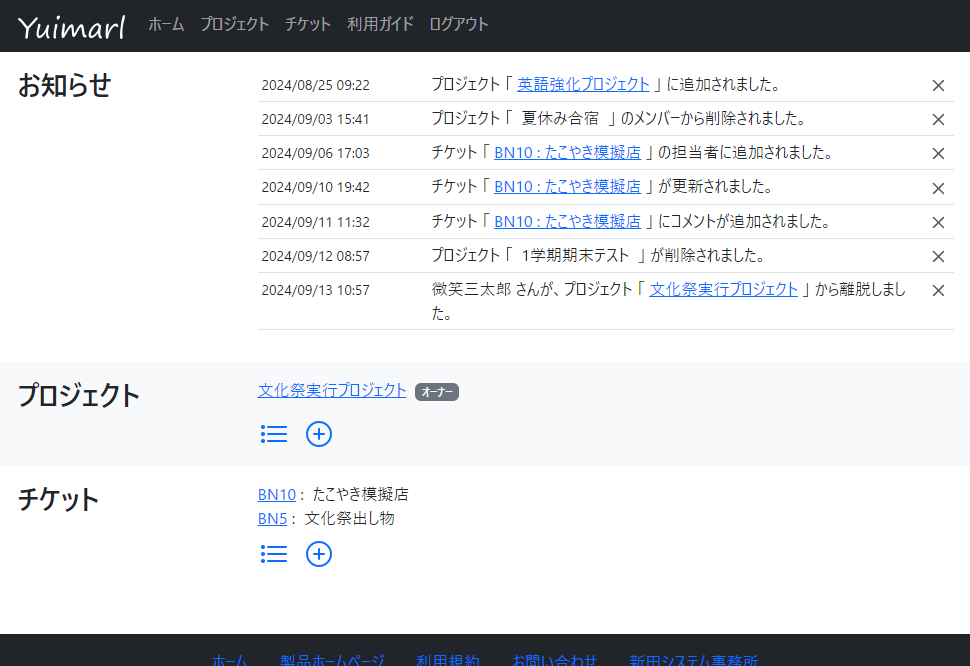 Yuimarl ホーム プロジェクト チケット 利用ガイド ログアウト
お知らせ
2024/08/25 09:22 プロジェクト「 英語強化プロジェクト 」に追加されました。
2024/09/03 15:41 プロジェクト「 夏休み合宿 」のメンバーから削除されました。
2024/09/06 17:03 チケット「 BN10 : たこやき模擬店 」の担当者に追加されました。
2024/09/10 19:42 チケット「 BN10 : たこやき模擬店 」が更新されました。
2024/09/11 11:32 チケット「 BN10 : たこやき模擬店 」にコメントが追加されました。
2024/09/12 08:57 プロジェクト「 1学期期末テスト 」が削除されました。
2024/09/13 10:57 微笑三太郎 さんが、プロジェクト「 文化祭実行プロジェクト 」から離脱しまし
た。
プロジェクト
文化祭実行プロジェクト オーナー
チケット
BN10 : たこやき模擬店
BN5 : 文化祭出し物
ホーム 製品ホームページ 利用規約 お問い合わせ 新田システム事務所